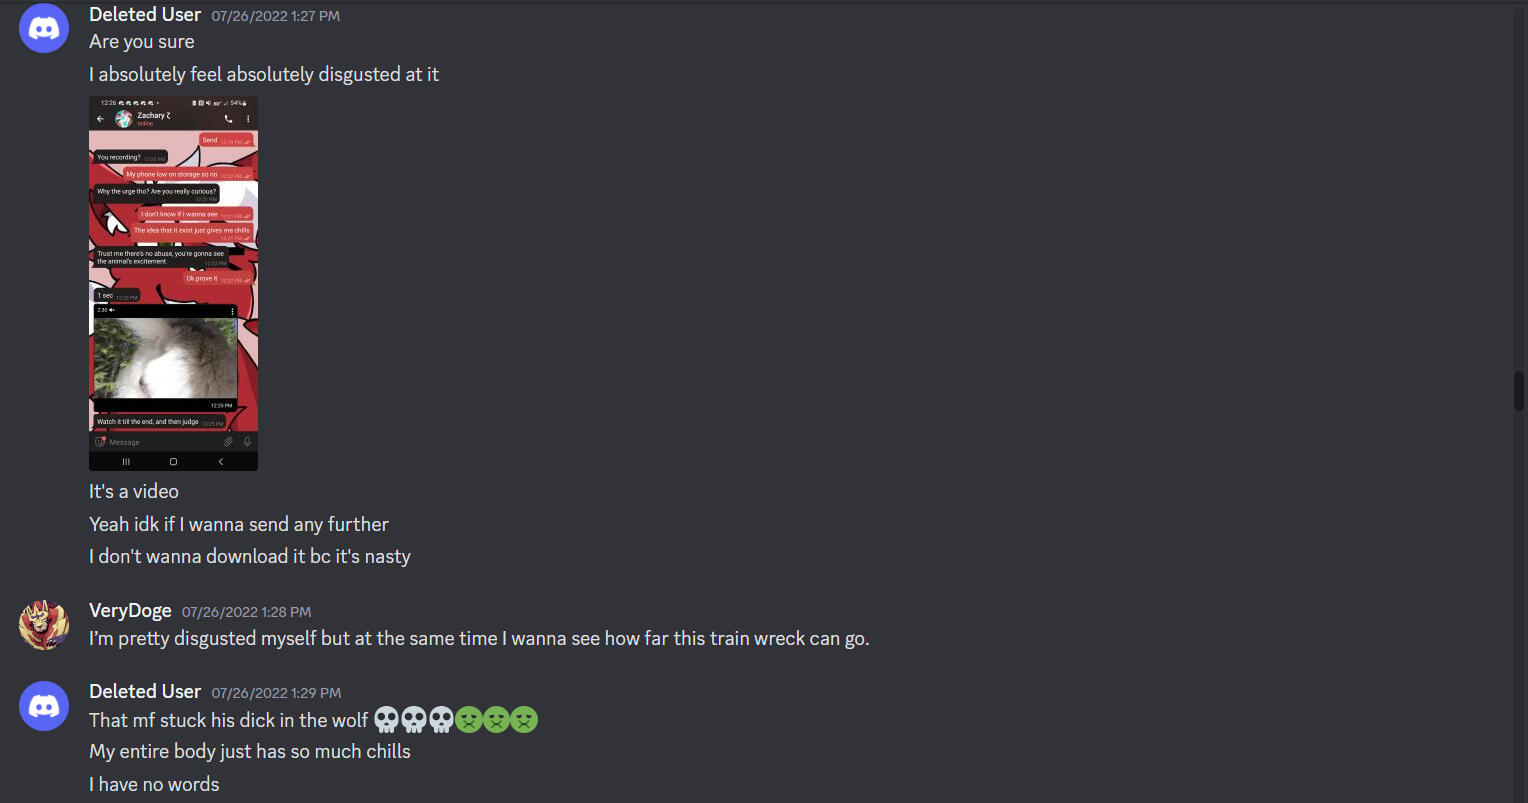 Deleted User 07/26/2022 1:27 PM
Are you sure
I absolutely feel absolutely disgusted at it
12:26 54%
Zachary ζ
online
Send 12:19 PM
You recording? 12:20 PM
My phone low on storage so no 12:20 PM
Why the urge tho? Are you really curious?
12:21 PM
I don't know if I wanna see 12:21 PM
The idea that it exist just gives me chills
12:21 PM
Trust me there's no abuse, you're gonna see
the animal's excitement 12:22 PM
Ok prove it 12:22 PM
1 sec 12:22 PM
2:30
12:25 PM
Watch it till the end, and then judge 12:25 PM
Message
It's a video
Yeah idk if I wanna send any further
I don't wanna download it bc it's nasty
VeryDoge 07/26/2022 1:28 PM
I'm pretty disgusted myself but at the same time I wanna see how far this train wreck can go.
Deleted User 07/26/2022 1:29 PM
That mf stuck his dick in the wolf 💀💀💀🤢🤢🤢
My entire body just has so much chills
I have no words